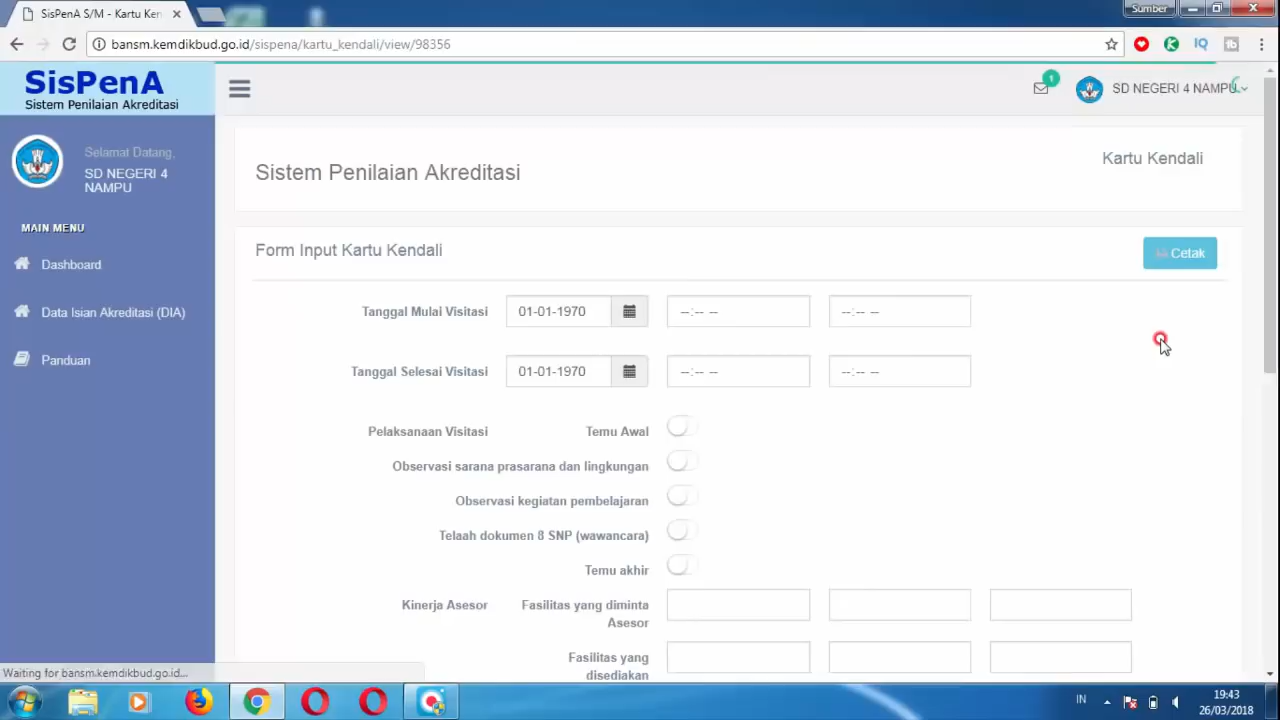 SisPenA S/M - Kartu Ken
Sumber
bansm.kemdikbud.go.id/sispena/kartu_kendali/view/98356
IQ
SisPenA
Sistem Penilaian Akreditasi
1
SD NEGERI 4 NAMPU
Selamat Datang,
SD NEGERI 4
NAMPU
MAIN MENU
Dashboard
Data Isian Akreditasi (DIA)
Panduan
Sistem Penilaian Akreditasi
Kartu Kendali
Form Input Kartu Kendali
Cetak
Tanggal Mulai Visitasi
01-01-1970
--:-- --
--:-- --
Tanggal Selesai Visitasi
01-01-1970
--:-- --
--:-- --
Pelaksanaan Visitasi
Temu Awal
Observasi sarana prasarana dan lingkungan
Observasi kegiatan pembelajaran
Telaah dokumen 8 SNP (wawancara)
Temu akhir
Kinerja Asesor
Fasilitas yang diminta
Asesor
Fasilitas yang
disediakan
Waiting for bansm.kemdikbud.go.id...
IN
19:43
26/03/2018